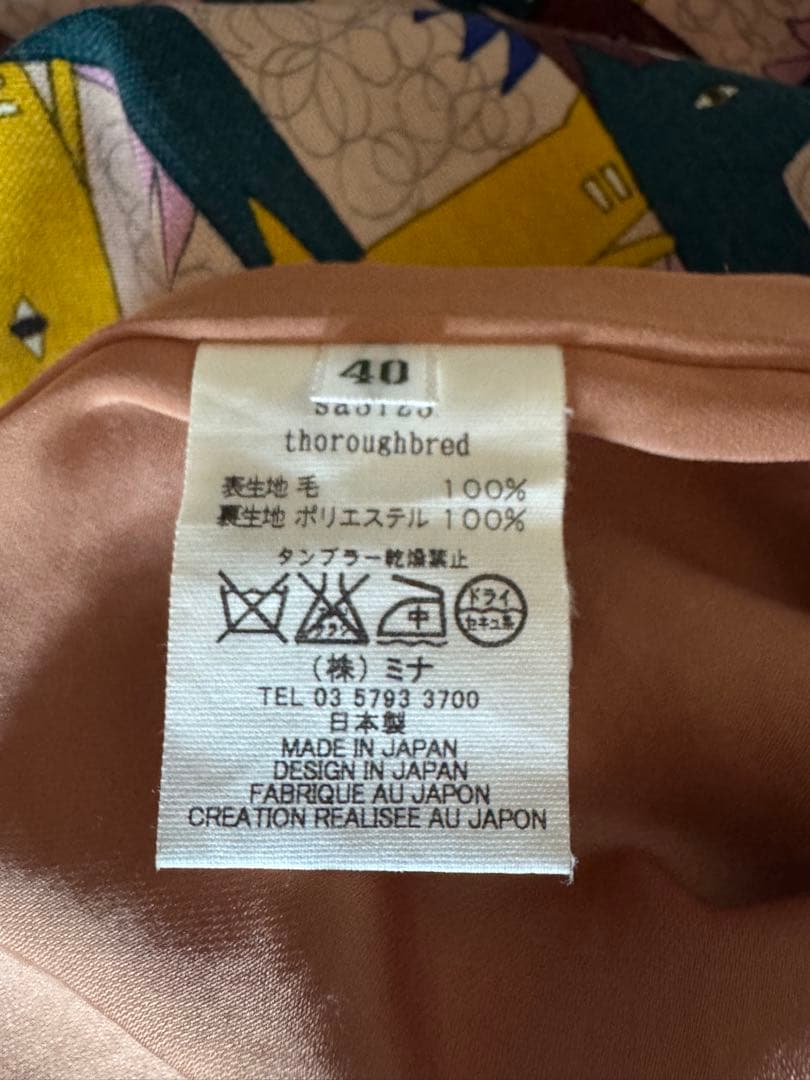 40
thoroughbred
表生地 毛 100%
裏生地 ポリエステル 100%
タンブラー乾燥禁止
中
ドライ
セキユ系
(株) ミナ
TEL 03 5793 3700
日本製
MADE IN JAPAN
DESIGN IN JAPAN
FABRIQUE AU JAPON
CREATION REALISEE AU JAPON